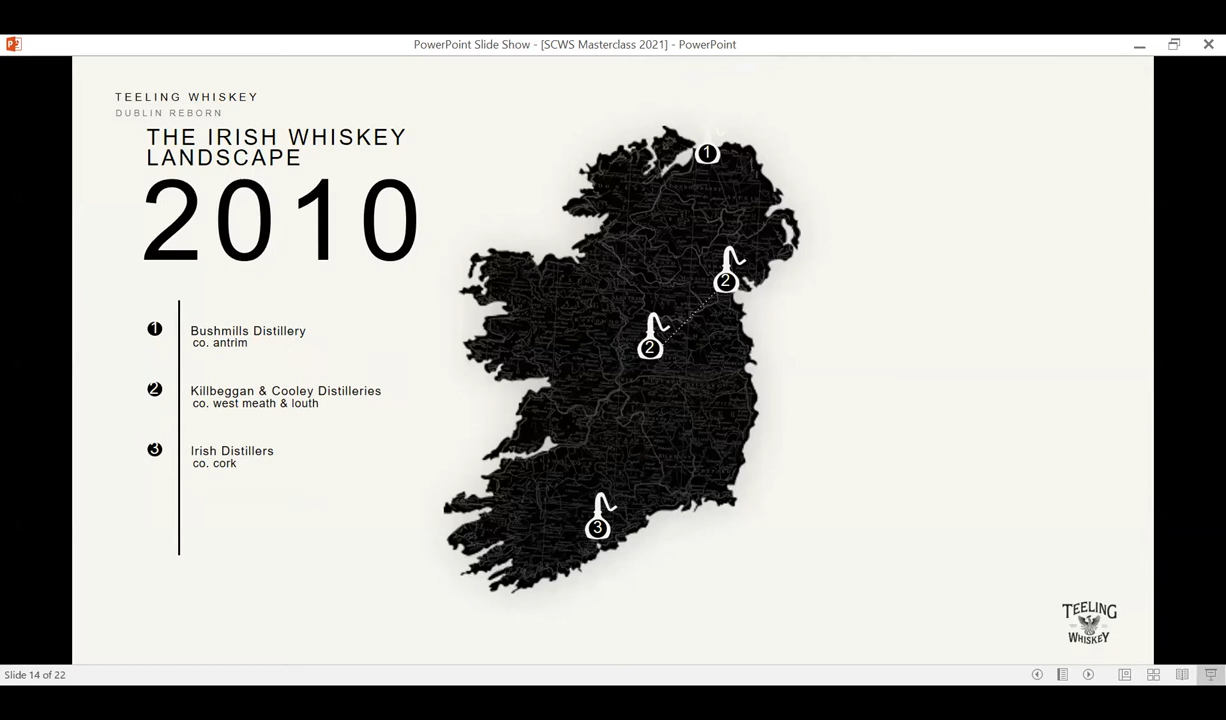 PowerPoint Slide Show - [SCWS Masterclass 2021] - PowerPoint
TEELING WHISKEY
DUBLIN REBORN
THE IRISH WHISKEY
LANDSCAPE
2010
1 Bushmills Distillery
co. antrim
2 Killbeggan & Cooley Distilleries
co. west meath & louth
3 Irish Distillers
co. cork
1
2
2
3
TEELING
WHISKEY
Slide 14 of 22